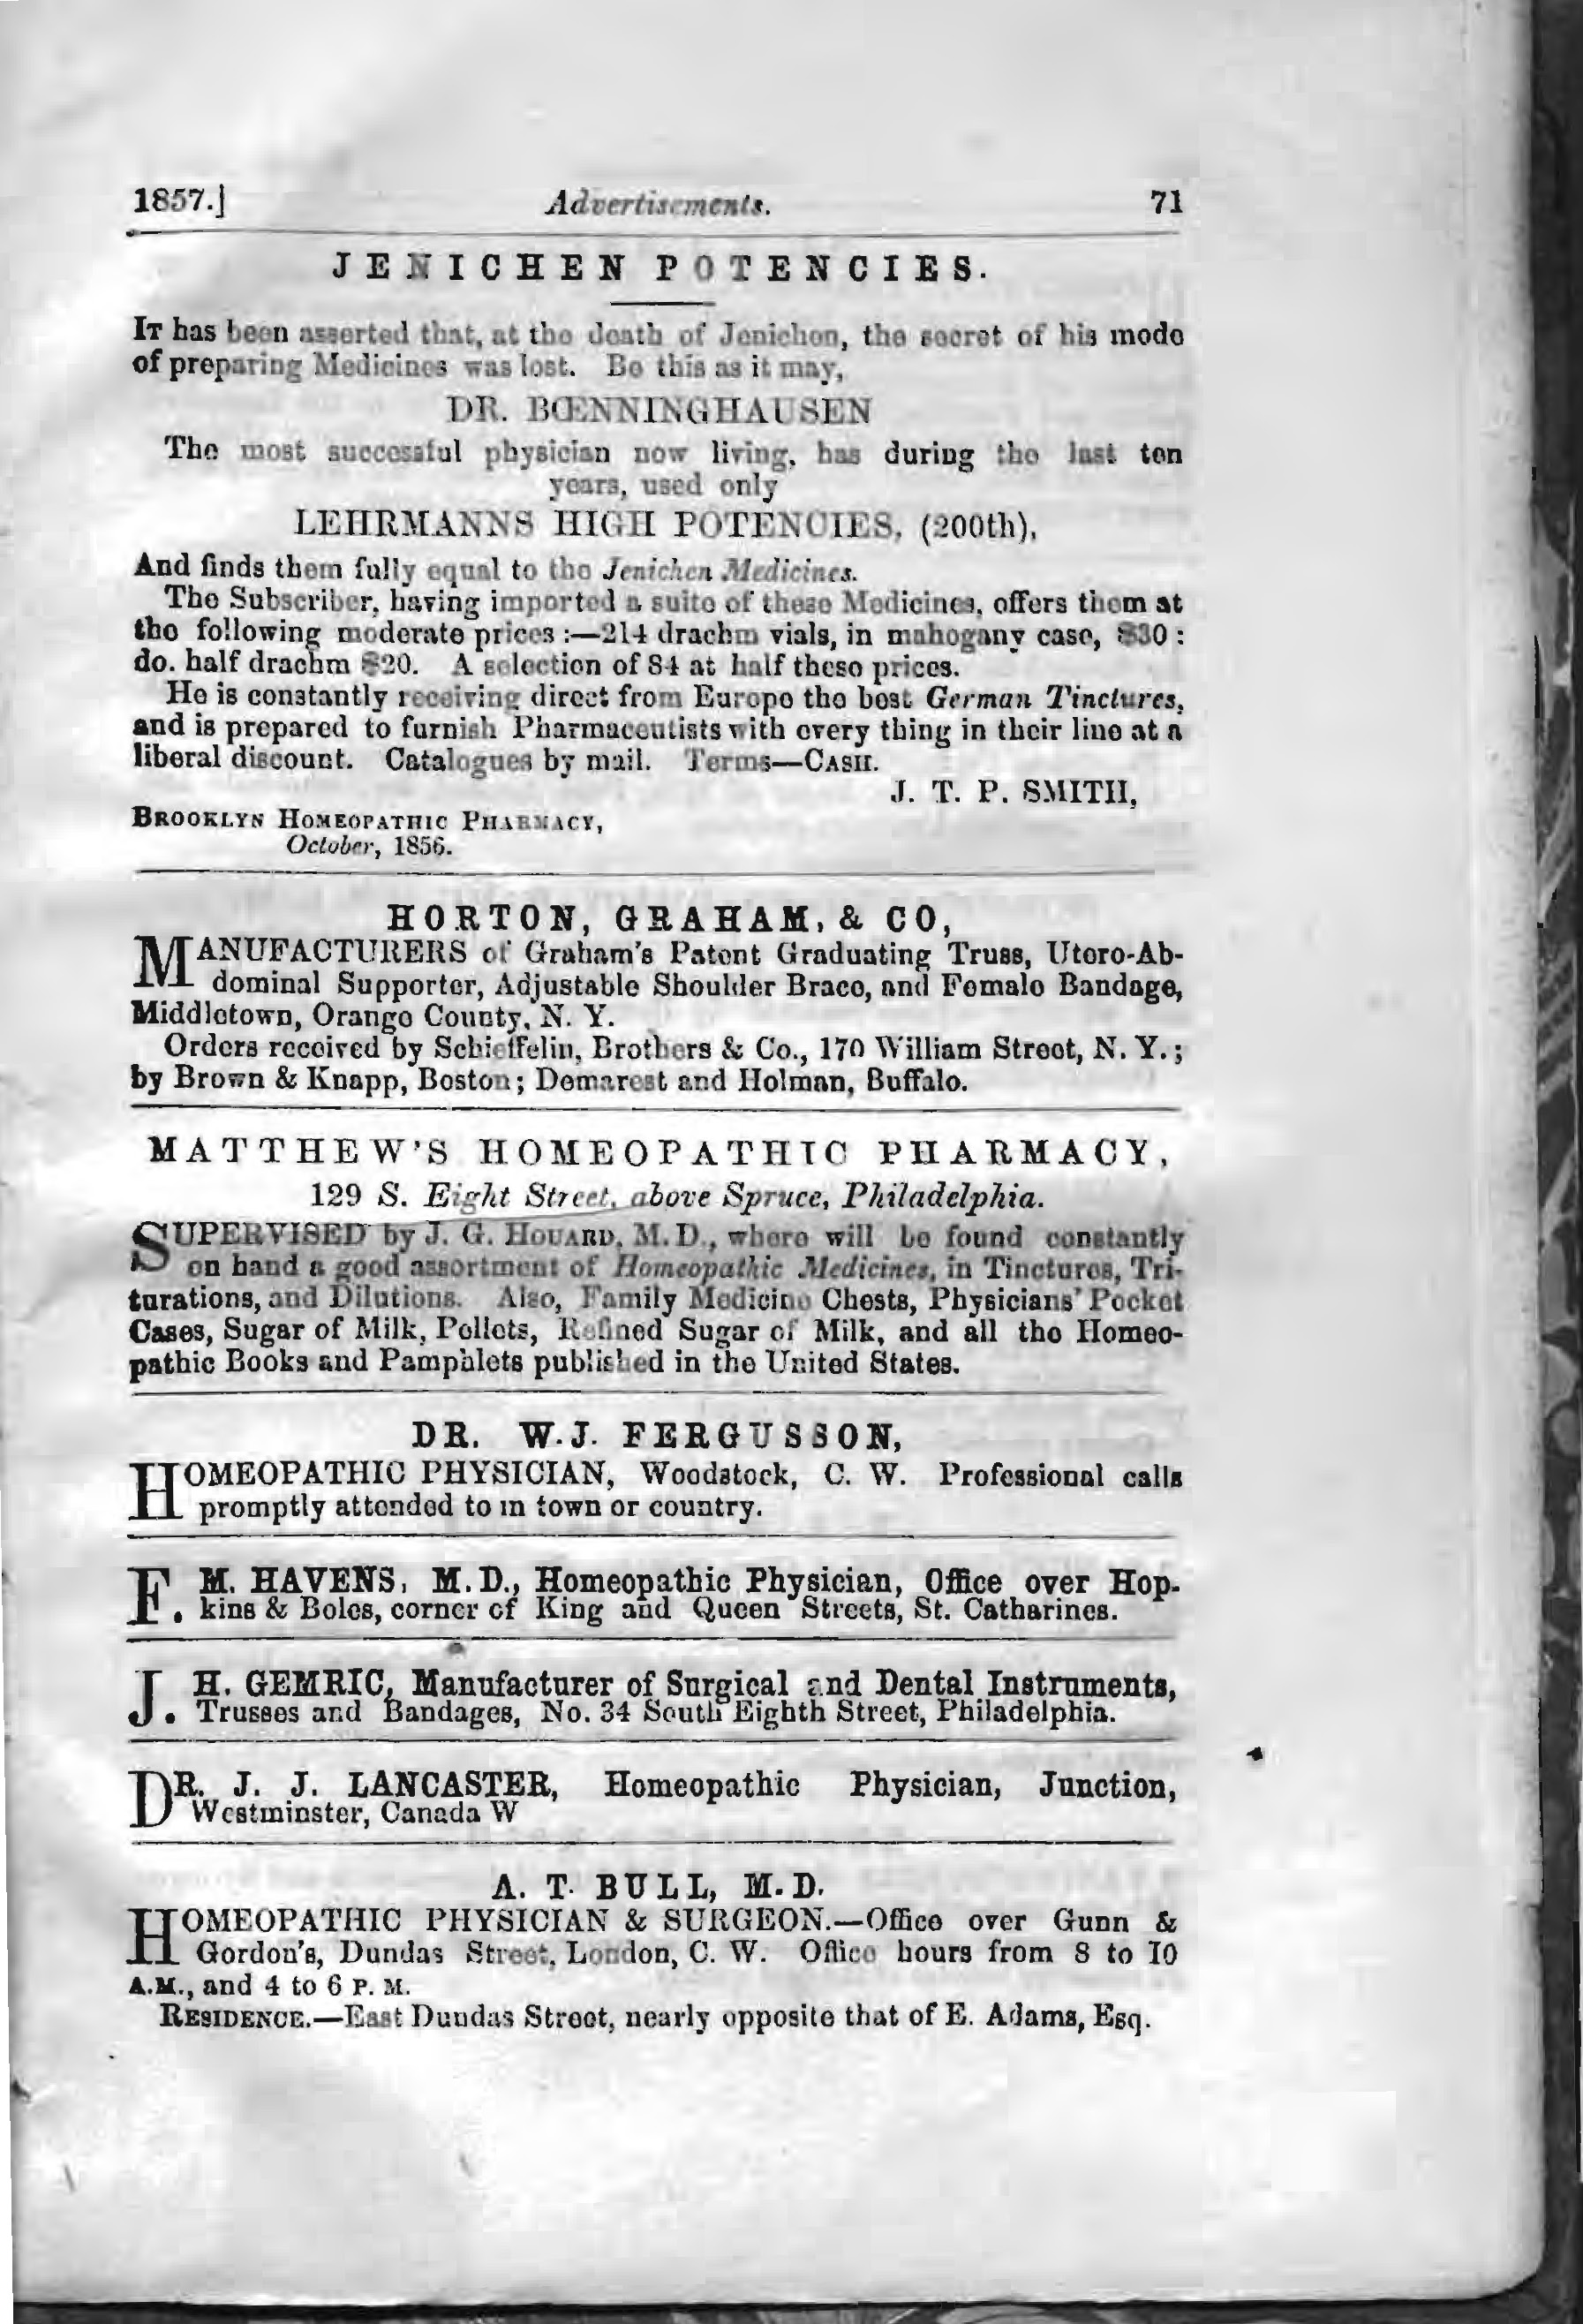 1857.]
Advertisements.
71
JENICHEN POTENCIES.
IT has been asserted that, at the death of Jenichen, the secret of his mode
of preparing Medicines was lost. Be this as it may,
DR. BŒNNINGHAUSEN
The most successful physician now living, has during the last ten
years, used only
LEHRMANNS HIGH POTENCIES, (200th),
And finds them fully equal to the Jenichen Medicines.
The Subscriber, having imported a suite of these Medicines, offers them at
the following moderate prices :—214 drachm vials, in mahogany case, $30 :
do. half drachm $20. A selection of 84 at half these prices.
He is constantly receiving direct from Europe the best German Tinctures,
and is prepared to furnish Pharmaceutists with every thing in their line at a
liberal discount. Catalogues by mail. Terms—CASH.
J. T. P. SMITH,
BROOKLYN HOMEOPATHIC PHARMACY,
October, 1856.
HORTON, GRAHAM, & CO,
MANUFACTURERS of Graham's Patent Graduating Truss, Utero-Ab-
dominal Supporter, Adjustable Shoulder Brace, and Female Bandage,
Middletown, Orange County, N. Y.
Orders received by Schieffelin, Brothers & Co., 170 William Street, N. Y.;
by Brown & Knapp, Boston; Demarest and Holman, Buffalo.
MATTHEW'S HOMEOPATHIC PHARMACY,
129 S. Eight Street, above Spruce, Philadelphia.
SUPERVISED by J. G. HOUARD, M. D., where will be found constantly
on hand a good assortment of Homeopathic Medicines, in Tinctures, Tri-
turations, and Dilutions. Also, Family Medicine Chests, Physicians' Pocket
Cases, Sugar of Milk, Pellets, Refined Sugar of Milk, and all the Homeo-
pathic Books and Pamphlets published in the United States.
DR. W. J. FERGUSSON,
HOMEOPATHIC PHYSICIAN, Woodstock, C. W. Professional calls
promptly attended to in town or country.
F. M. HAVENS, M. D., Homeopathic Physician, Office over Hop-
kins & Boles, corner of King and Queen Streets, St. Catharines.
J. H. GEMRIC, Manufacturer of Surgical and Dental Instruments,
Trusses and Bandages, No. 34 South Eighth Street, Philadelphia.
DR. J. J. LANCASTER, Homeopathic Physician, Junction,
Westminster, Canada W
A. T. BULL, M. D.
HOMEOPATHIC PHYSICIAN & SURGEON.—Office over Gunn &
Gordon's, Dundas Street, London, C. W. Office hours from 8 to 10
A.M., and 4 to 6 P. M.
RESIDENCE.—East Dundas Street, nearly opposite that of E. Adams, Esq.